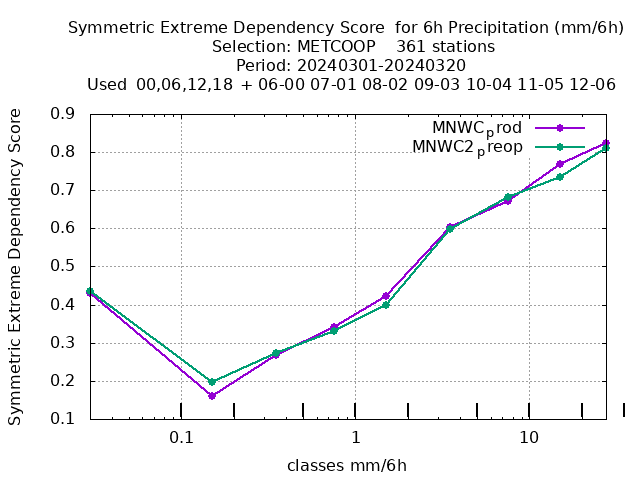 Symmetric Extreme Dependency Score  for 6h Precipitation (mm/6h)
Selection: METCOOP    361 stations
Period: 20240301-20240320
Used  00,06,12,18  + 06-00 07-01 08-02 09-03 10-04 11-05 12-06
Symmetric Extreme Dependency Score
0.9
0.8
0.7
0.6
0.5
0.4
0.3
0.2
0.1
MNWCprod
MNWC2preop
0.1 1 10
classes mm/6h